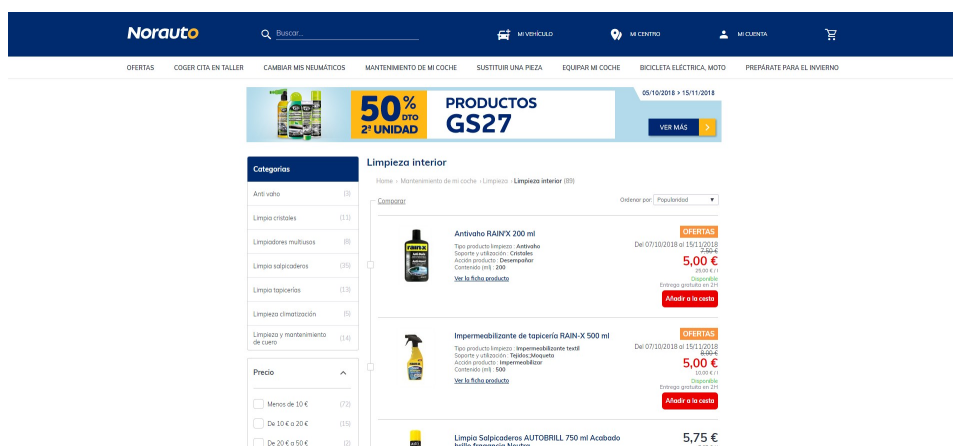 Norauto
Buscar...
MI VEHÍCULO
MI CENTRO
MI CUENTA
OFERTAS COGER CITA EN TALLER CAMBIAR MIS NEUMÁTICOS MANTENIMIENTO DE MI COCHE SUSTITUIR UNA PIEZA EQUIPAR MI COCHE BICICLETA ELÉCTRICA, MOTO PREPÁRATE PARA EL INVIERNO
50% DTO
2ª UNIDAD
PRODUCTOS
GS27
05/10/2018 > 15/11/2018
VER MÁS
Categorias
Anti vaho (3)
Limpia cristales (11)
Limpiadores multiusos (8)
Limpia salpicaderos (35)
Limpia tapicerías (13)
Limpieza climatización (5)
Limpieza y mantenimiento
de cuero (14)
Precio
Menos de 10 € (72)
De 10 € a 20 € (15)
De 20 € a 50 € (2)
Limpieza interior
Home > Mantenimiento de mi coche > Limpieza > Limpieza interior (89)
Comparar
Ordenar por: Popularidad
Antivaho RAIN'X 200 ml
Tipo producto limpieza : Antivaho
Soporte y utilización : Cristales
Acción producto : Desempañar
Contenido (ml) : 200
Ver la ficha producto
OFERTAS
Del 07/10/2018 al 15/11/2018
7,50 €
5,00 €
25,00 € / l
Disponible
Entrega gratuita en 2H
Añadir a la cesta
Impermeabilizante de tapicería RAIN-X 500 ml
Tipo producto limpieza : Impermeabilizante textil
Soporte y utilización : Tejidos;Moqueta
Acción producto : Impermeabilizar
Contenido (ml) : 500
Ver la ficha producto
OFERTAS
Del 07/10/2018 al 15/11/2018
8,00 €
5,00 €
10,00 € / l
Disponible
Entrega gratuita en 2H
Añadir a la cesta
Limpia Salpicaderos AUTOBRILL 750 ml Acabado
brillo fragancia Neutra
5,75 €